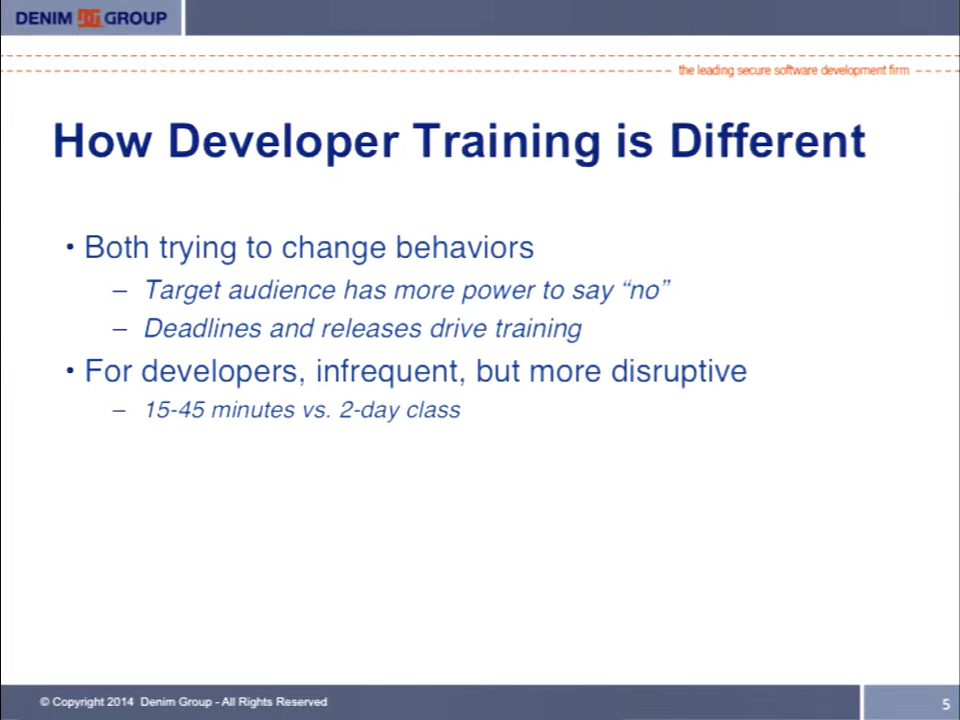 DENIM DG GROUP
the leading secure software development firm
How Developer Training is Different
• Both trying to change behaviors
– Target audience has more power to say “no”
– Deadlines and releases drive training
• For developers, infrequent, but more disruptive
– 15-45 minutes vs. 2-day class
© Copyright 2014 Denim Group - All Rights Reserved
5